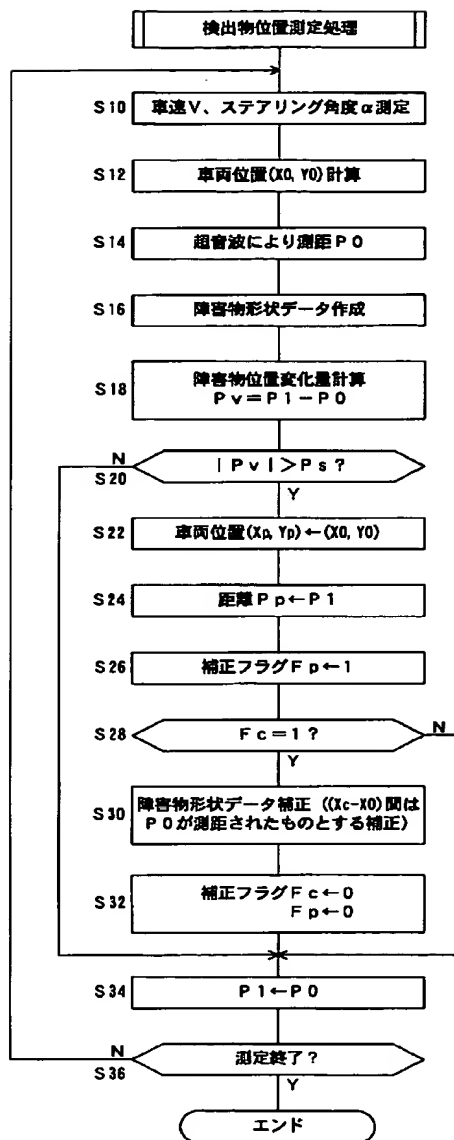 検出物位置測定処理
S10 車速V、ステアリング角度α測定
S12 車両位置(X0, Y0)計算
S14 超音波により測距P0
S16 障害物形状データ作成
S18 障害物位置変化量計算
Pv=P1−P0
N
S20 |Pv|>Ps?
Y
S22 車両位置(Xp, Yp)←(X0, Y0)
S24 距離Pp←P1
S26 補正フラグFp←1
S28 Fc=1? N
Y
S30 障害物形状データ補正((Xc-X0)間は
P0が測距されたものとする補正)
S32 補正フラグFc←0
Fp←0
S34 P1←P0
N
S36 測定終了?
Y
エンド